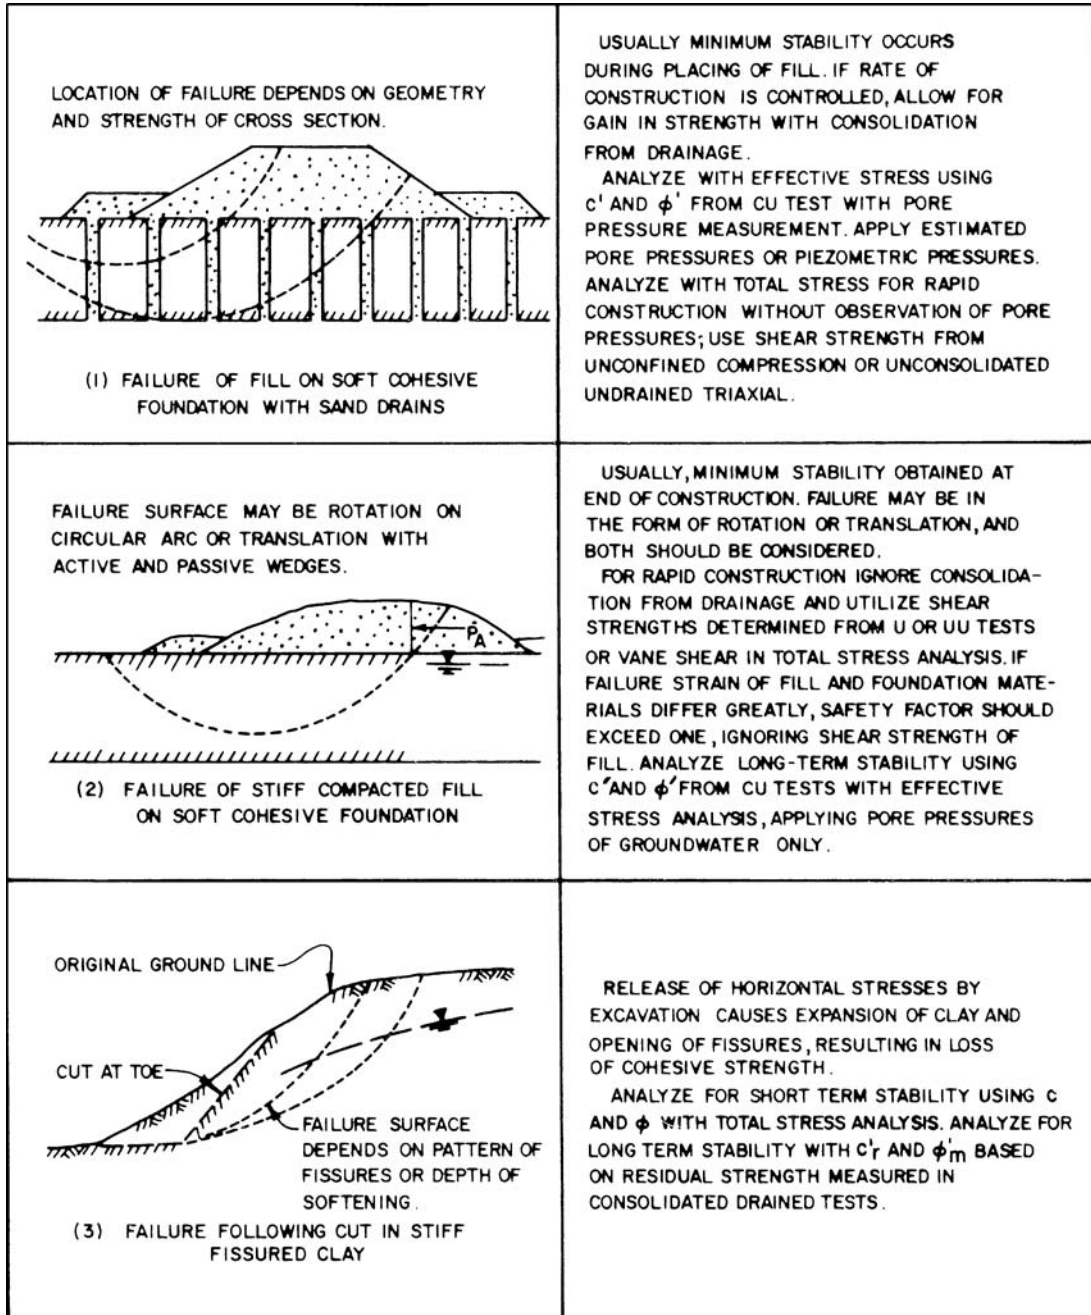 LOCATION OF FAILURE DEPENDS ON GEOMETRY
AND STRENGTH OF CROSS SECTION.
(1) FAILURE OF FILL ON SOFT COHESIVE
FOUNDATION WITH SAND DRAINS
USUALLY MINIMUM STABILITY OCCURS
DURING PLACING OF FILL. IF RATE OF
CONSTRUCTION IS CONTROLLED, ALLOW FOR
GAIN IN STRENGTH WITH CONSOLIDATION
FROM DRAINAGE.
ANALYZE WITH EFFECTIVE STRESS USING
C' AND ϕ' FROM CU TEST WITH PORE
PRESSURE MEASUREMENT. APPLY ESTIMATED
PORE PRESSURES OR PIEZOMETRIC PRESSURES.
ANALYZE WITH TOTAL STRESS FOR RAPID
CONSTRUCTION WITHOUT OBSERVATION OF PORE
PRESSURES; USE SHEAR STRENGTH FROM
UNCONFINED COMPRESSION OR UNCONSOLIDATED
UNDRAINED TRIAXIAL.
FAILURE SURFACE MAY BE ROTATION ON
CIRCULAR ARC OR TRANSLATION WITH
ACTIVE AND PASSIVE WEDGES.
PA
(2) FAILURE OF STIFF COMPACTED FILL
ON SOFT COHESIVE FOUNDATION
USUALLY, MINIMUM STABILITY OBTAINED AT
END OF CONSTRUCTION. FAILURE MAY BE IN
THE FORM OF ROTATION OR TRANSLATION, AND
BOTH SHOULD BE CONSIDERED.
FOR RAPID CONSTRUCTION IGNORE CONSOLIDA-
TION FROM DRAINAGE AND UTILIZE SHEAR
STRENGTHS DETERMINED FROM U OR UU TESTS
OR VANE SHEAR IN TOTAL STRESS ANALYSIS. IF
FAILURE STRAIN OF FILL AND FOUNDATION MATE-
RIALS DIFFER GREATLY, SAFETY FACTOR SHOULD
EXCEED ONE, IGNORING SHEAR STRENGTH OF
FILL. ANALYZE LONG-TERM STABILITY USING
C' AND ϕ' FROM CU TESTS WITH EFFECTIVE
STRESS ANALYSIS, APPLYING PORE PRESSURES
OF GROUNDWATER ONLY.
ORIGINAL GROUND LINE
CUT AT TOE
FAILURE SURFACE
DEPENDS ON PATTERN OF
FISSURES OR DEPTH OF
SOFTENING.
(3) FAILURE FOLLOWING CUT IN STIFF
FISSURED CLAY
RELEASE OF HORIZONTAL STRESSES BY
EXCAVATION CAUSES EXPANSION OF CLAY AND
OPENING OF FISSURES, RESULTING IN LOSS
OF COHESIVE STRENGTH.
ANALYZE FOR SHORT TERM STABILITY USING C
AND ϕ WITH TOTAL STRESS ANALYSIS. ANALYZE FOR
LONG TERM STABILITY WITH C'r AND ϕ'm BASED
ON RESIDUAL STRENGTH MEASURED IN
CONSOLIDATED DRAINED TESTS.